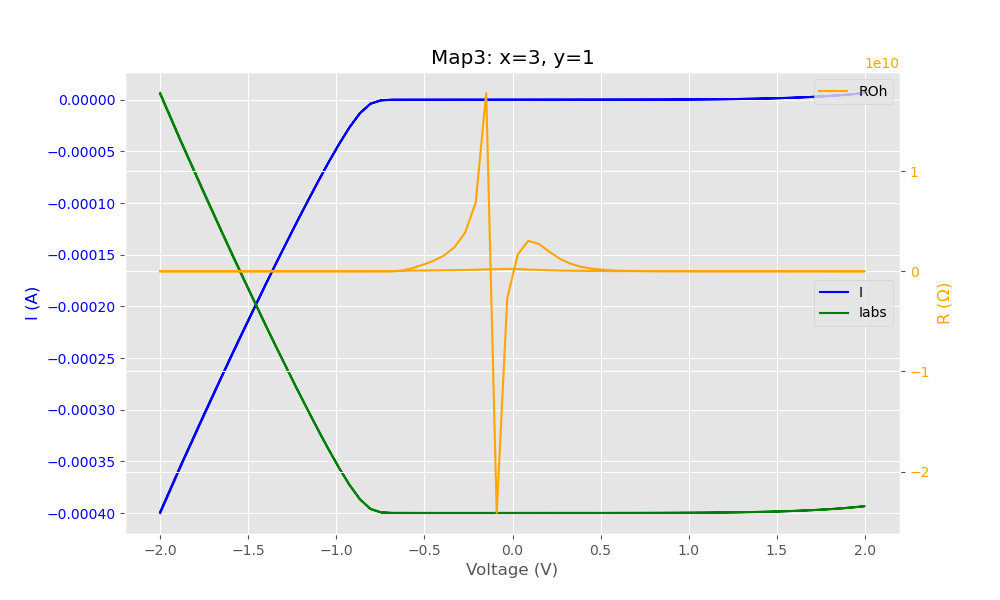 Map3: x=3, y=1
1e10
ROh
0.00000
−0.00005
−0.00010
−0.00015
−0.00020
−0.00025
−0.00030
−0.00035
−0.00040
I (A)
1
0
−1
−2
R (Ω)
I
Iabs
−2.0 −1.5 −1.0 −0.5 0.0 0.5 1.0 1.5 2.0
Voltage (V)